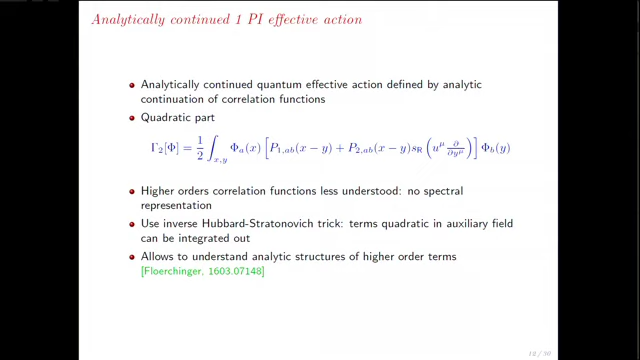 Analytically continued 1 PI effective action
• Analytically continued quantum effective action defined by analytic
continuation of correlation functions
• Quadratic part
Γ₂[Φ] = 1/2 ∫_{x,y} Φ_a(x) [ P_{1,ab}(x − y) + P_{2,ab}(x − y) s_R ( u^μ ∂/∂y^μ ) ] Φ_b(y)
• Higher orders correlation functions less understood: no spectral
representation
• Use inverse Hubbard-Stratonovich trick: terms quadratic in auxiliary field
can be integrated out
• Allows to understand analytic structures of higher order terms
[Floerchinger, 1603.07148]
12 / 30